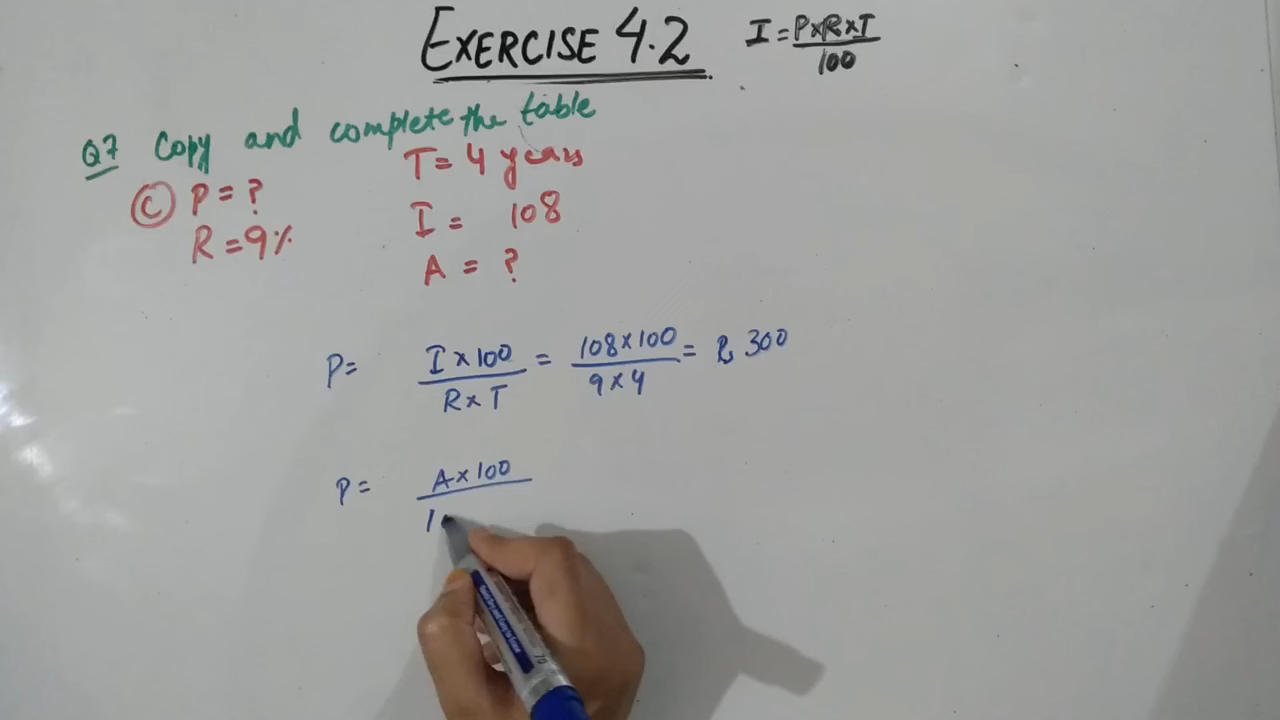 EXERCISE 4.2
I = P×R×T / 100
Q7 Copy and complete the table
(C) P = ?
R = 9%
T = 4 years
I = 108
A = ?
P = I × 100 / R × T = 108 × 100 / 9 × 4 = Rs 300
P = A × 100 / 10